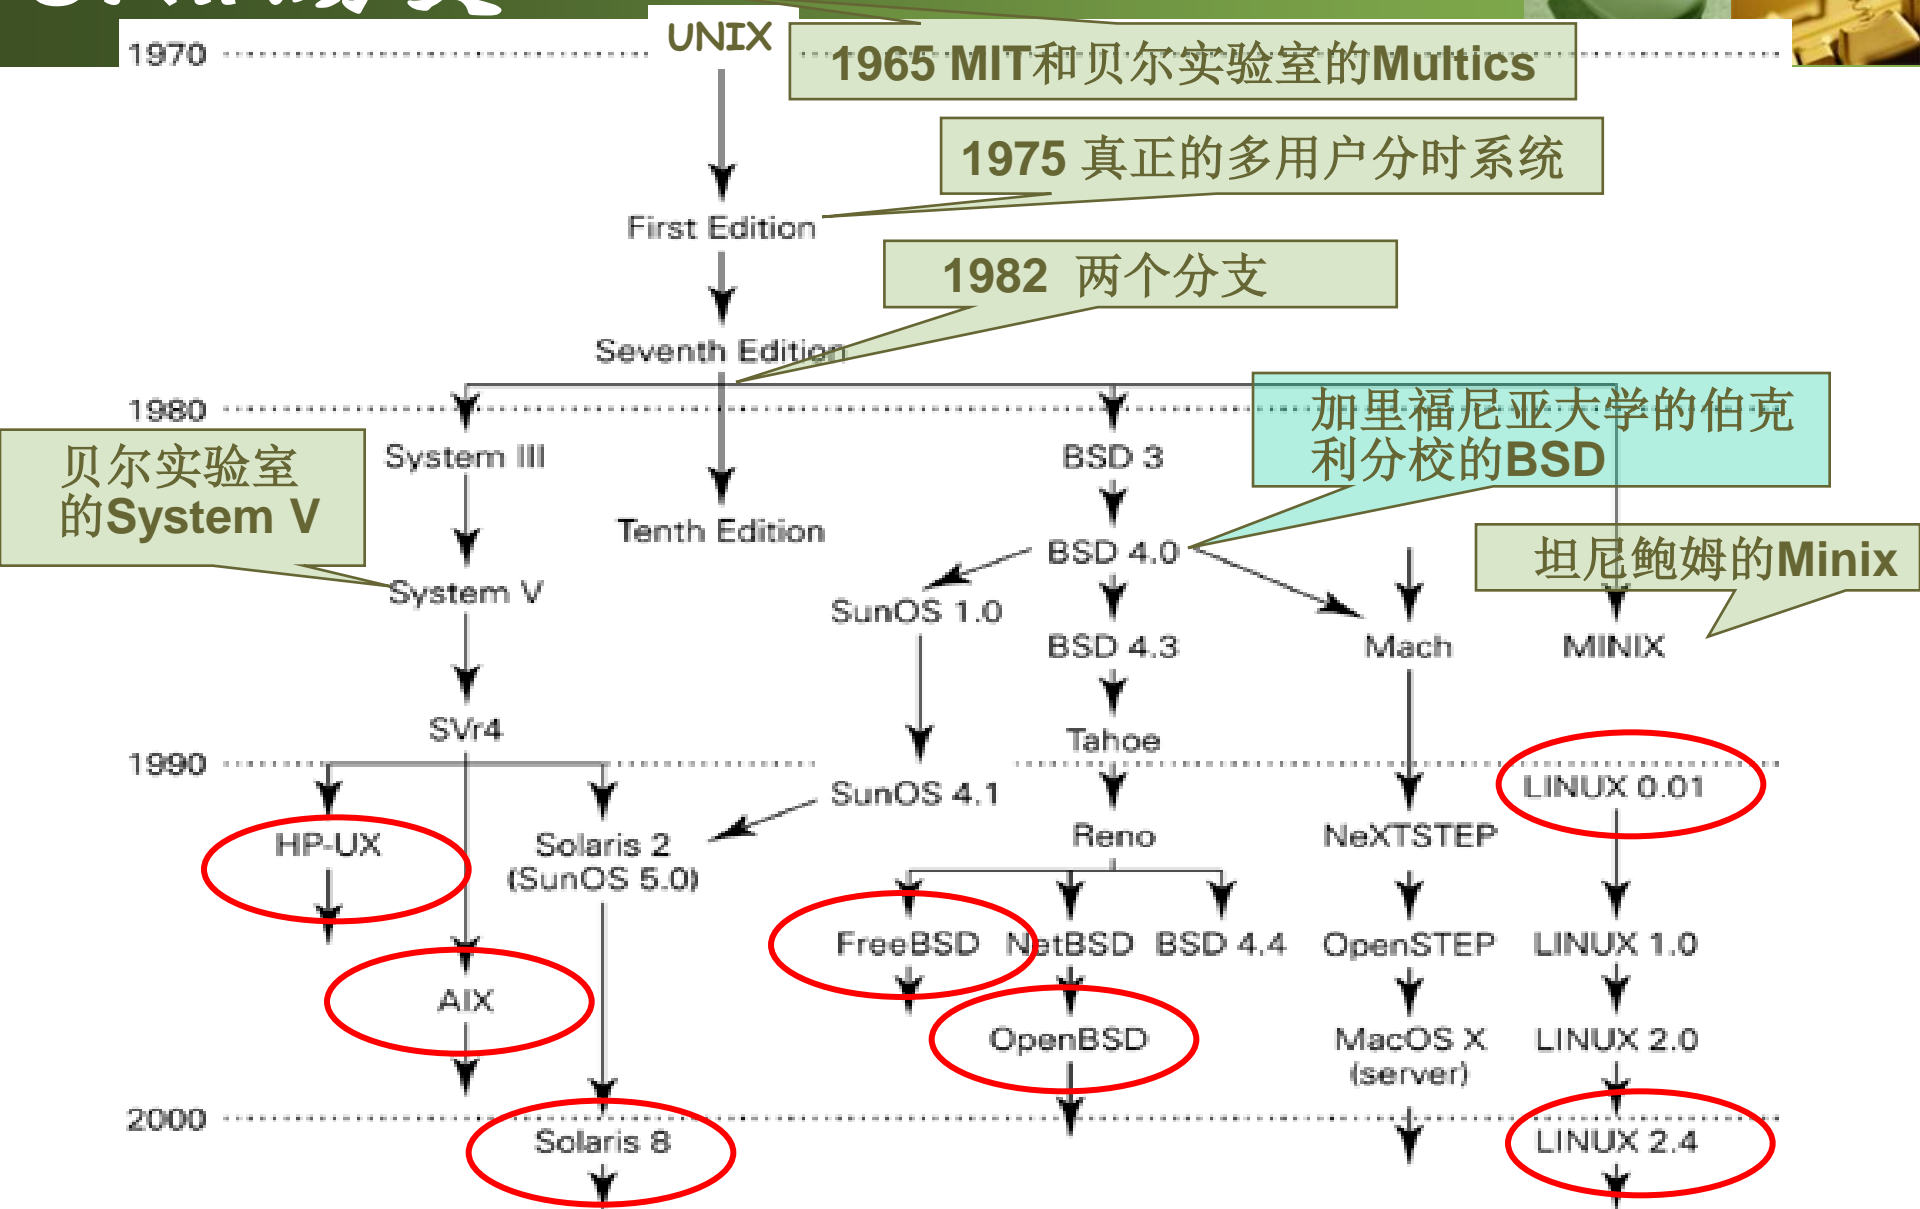 UNIX
1970
1965 MIT和贝尔实验室的Multics
1975 真正的多用户分时系统
First Edition
1982 两个分支
Seventh Edition
1980
加里福尼亚大学的伯克
利分校的BSD
贝尔实验室
的System V
System III
BSD 3
Tenth Edition
BSD 4.0
坦尼鲍姆的Minix
System V
SunOS 1.0
BSD 4.3
Mach
MINIX
SVr4
Tahoe
1990
SunOS 4.1
LINUX 0.01
HP-UX
Solaris 2
(SunOS 5.0)
Reno
NeXTSTEP
FreeBSD
NetBSD
BSD 4.4
OpenSTEP
LINUX 1.0
AIX
OpenBSD
MacOS X
(server)
LINUX 2.0
2000
Solaris 8
LINUX 2.4